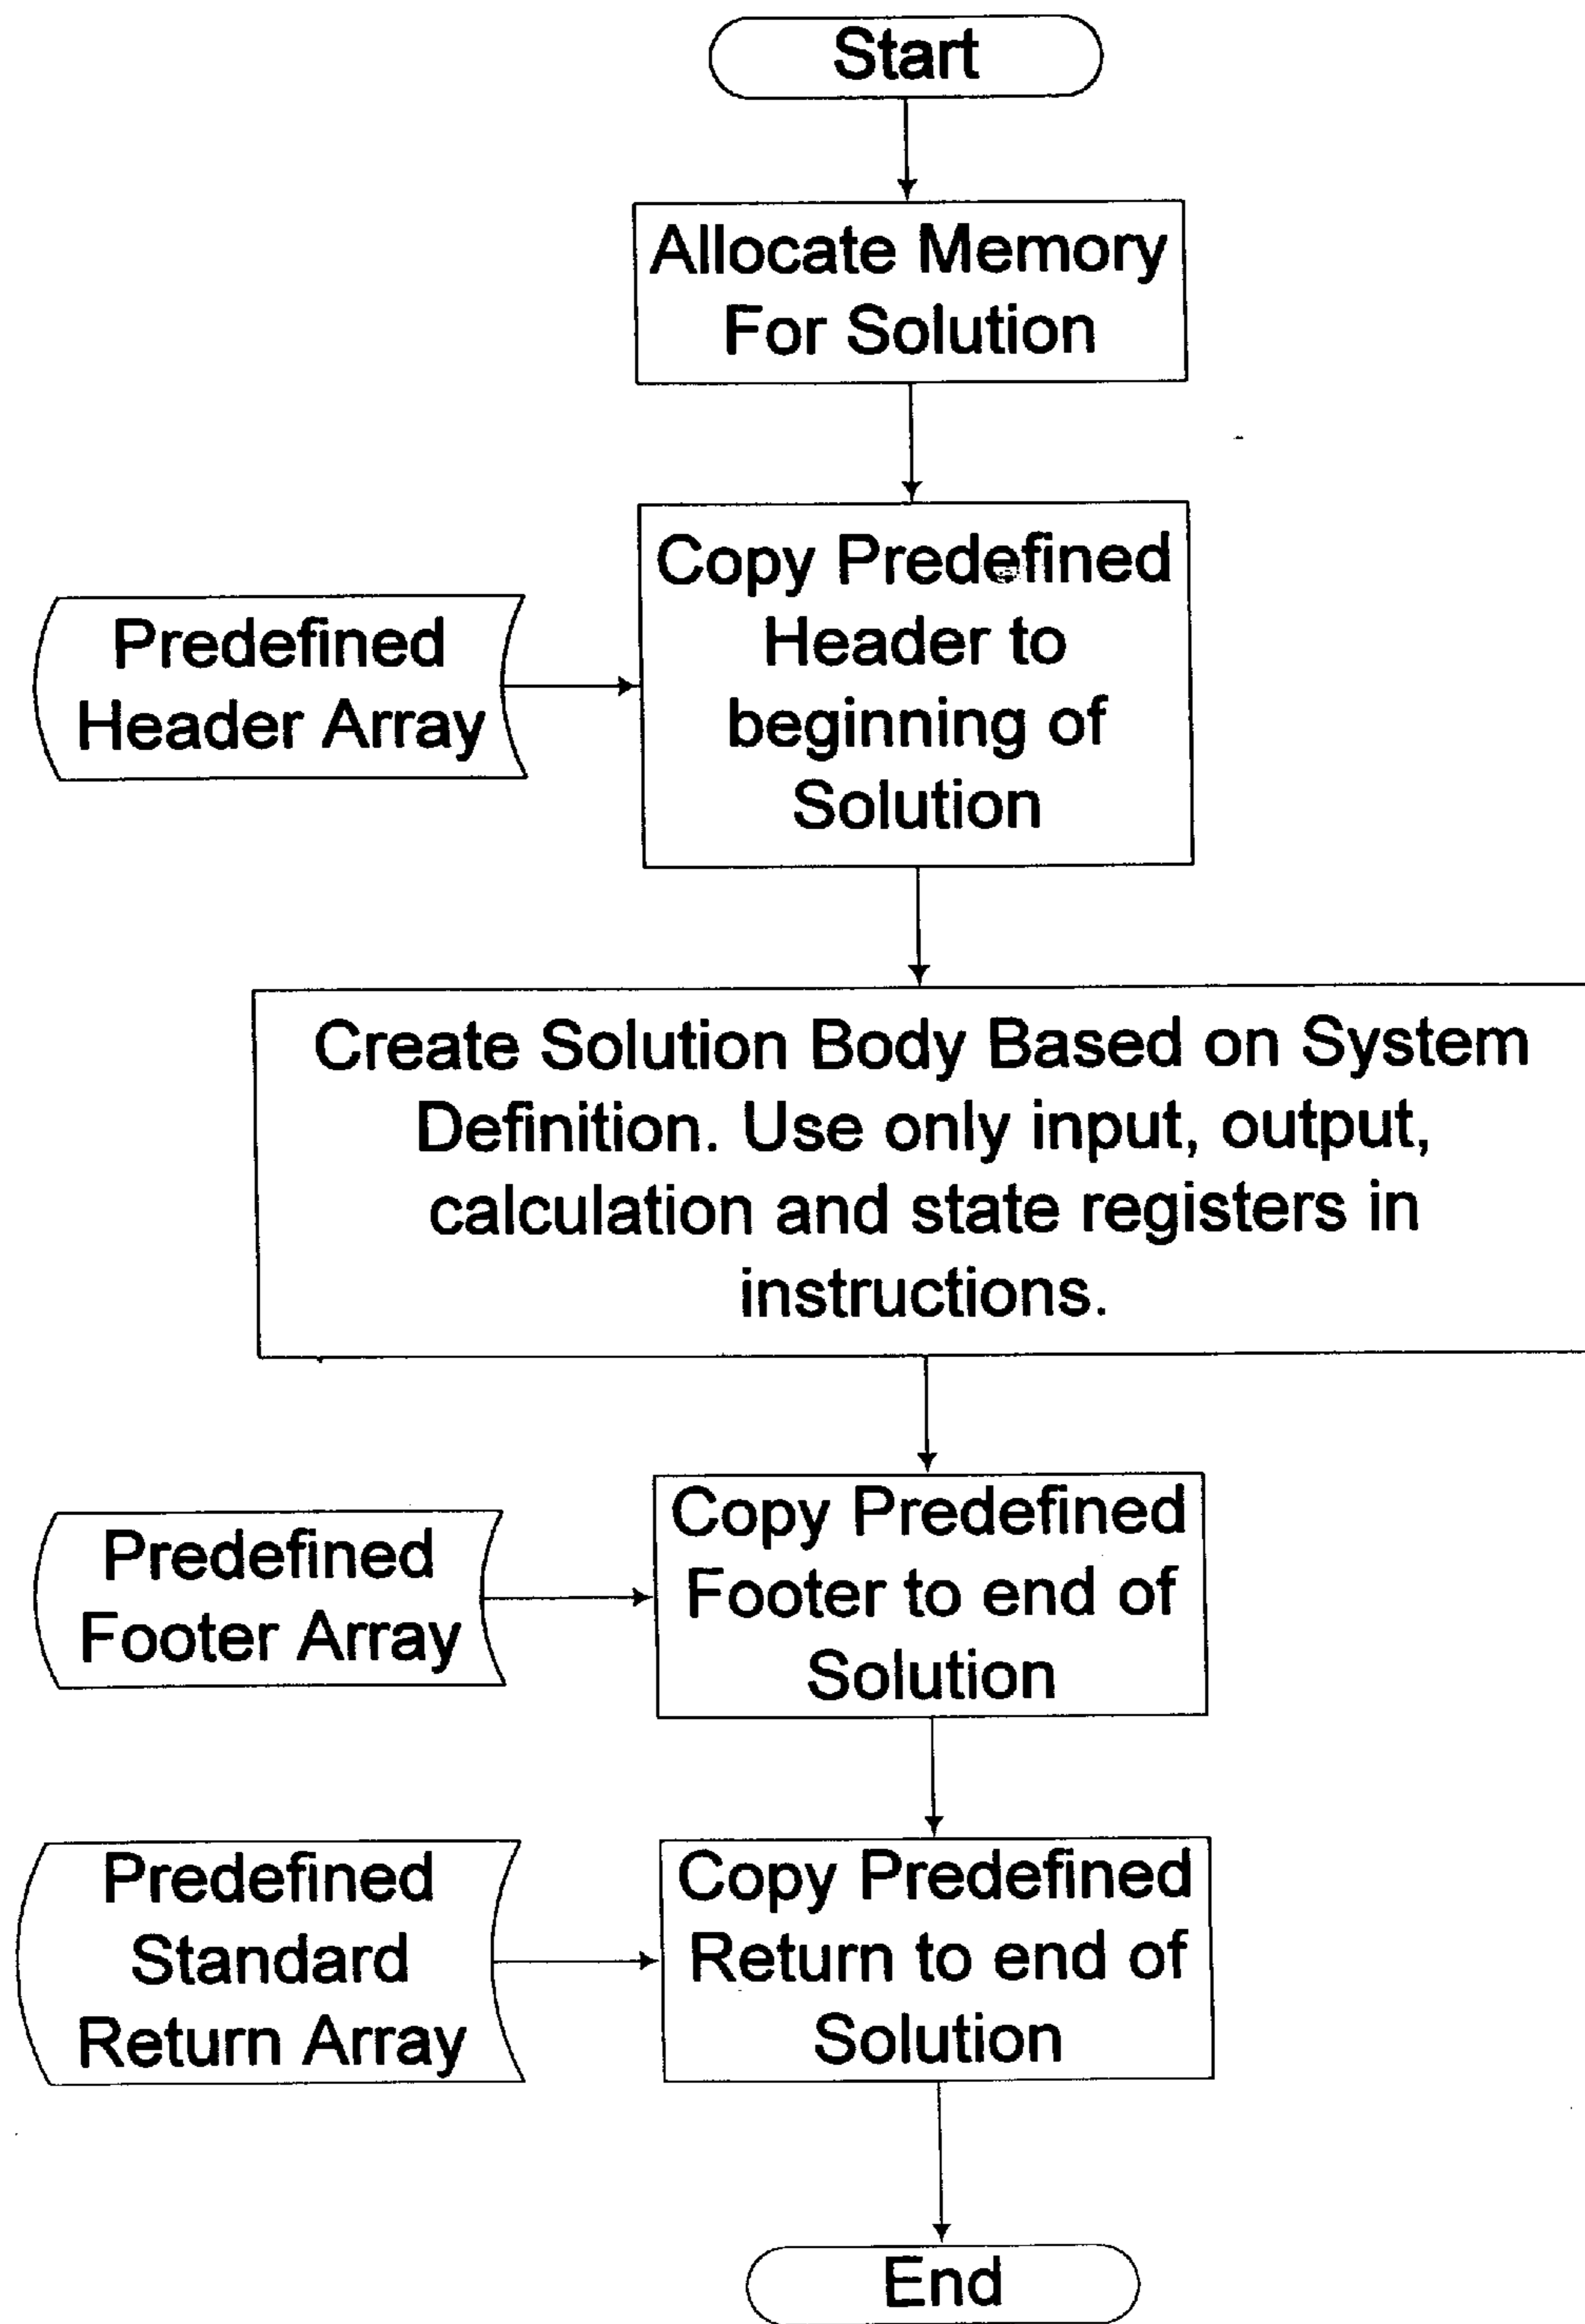 Start
Allocate Memory
For Solution
Copy Predefined
Header to
beginning of
Solution
Predefined
Header Array
Create Solution Body Based on System
Definition. Use only input, output,
calculation and state registers in
instructions.
Copy Predefined
Footer to end of
Solution
Predefined
Footer Array
Copy Predefined
Return to end of
Solution
Predefined
Standard
Return Array
End